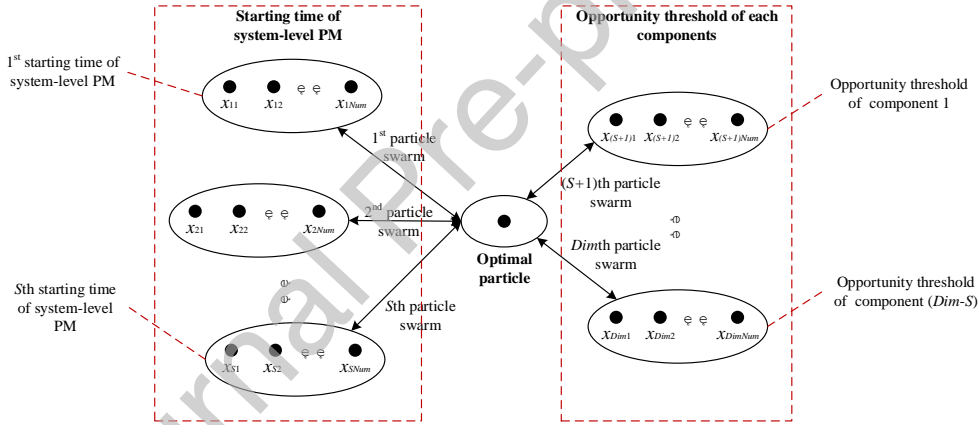 Starting time of
system-level PM
Opportunity threshold of each
components
1st starting time of
system-level PM
x11 x12 x1Num
1st particle
swarm
Opportunity threshold
of component 1
x(S+1)1 x(S+1)2 x(S+1)Num
(S+1)th particle
swarm
x21 x22 x2Num
2nd particle
swarm
Optimal
particle
Dimth particle
swarm
Sth starting time
of system-level
PM
Sth particle
swarm
xS1 xS2 xSNum
Opportunity threshold
of component (Dim-S)
xDim1 xDim2 xDimNum
urnal Pre-pr